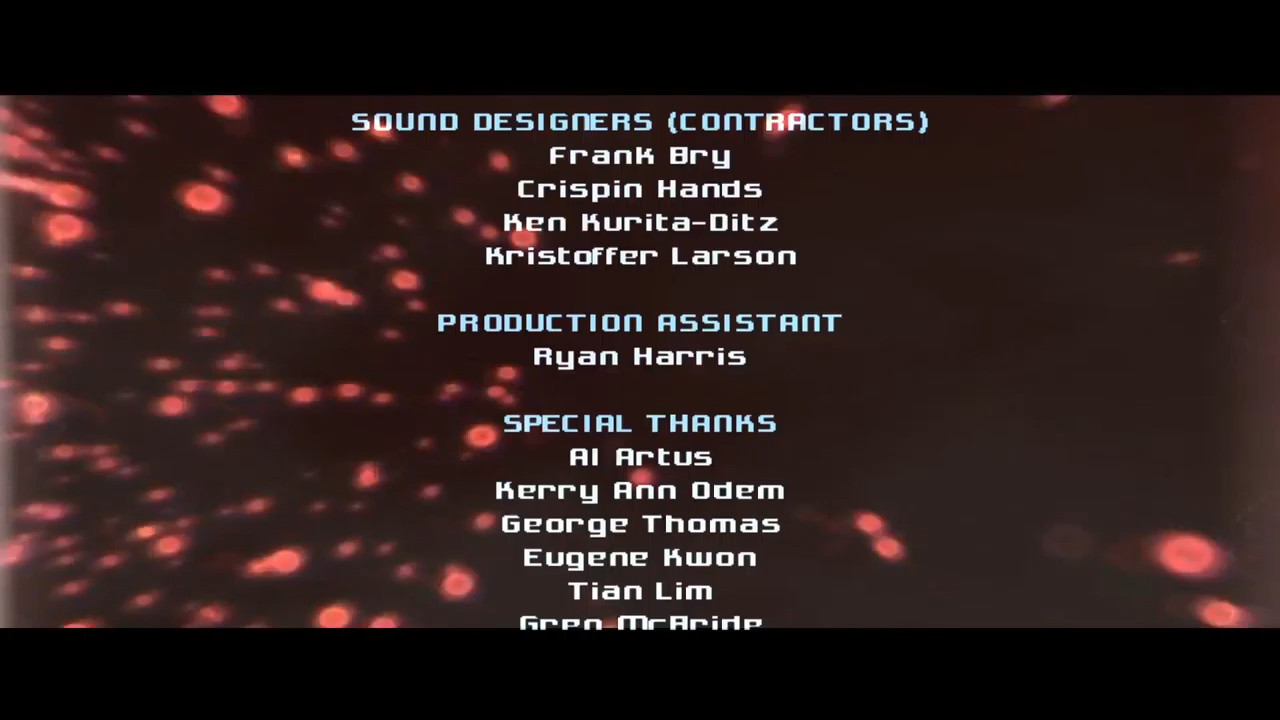 SOUND DESIGNERS (CONTRACTORS)
Frank Bry
Crispin Hands
Ken Kurita-Ditz
Kristoffer Larson
PRODUCTION ASSISTANT
Ryan Harris
SPECIAL THANKS
Al Artus
Kerry Ann Odem
George Thomas
Eugene Kwon
Tian Lim